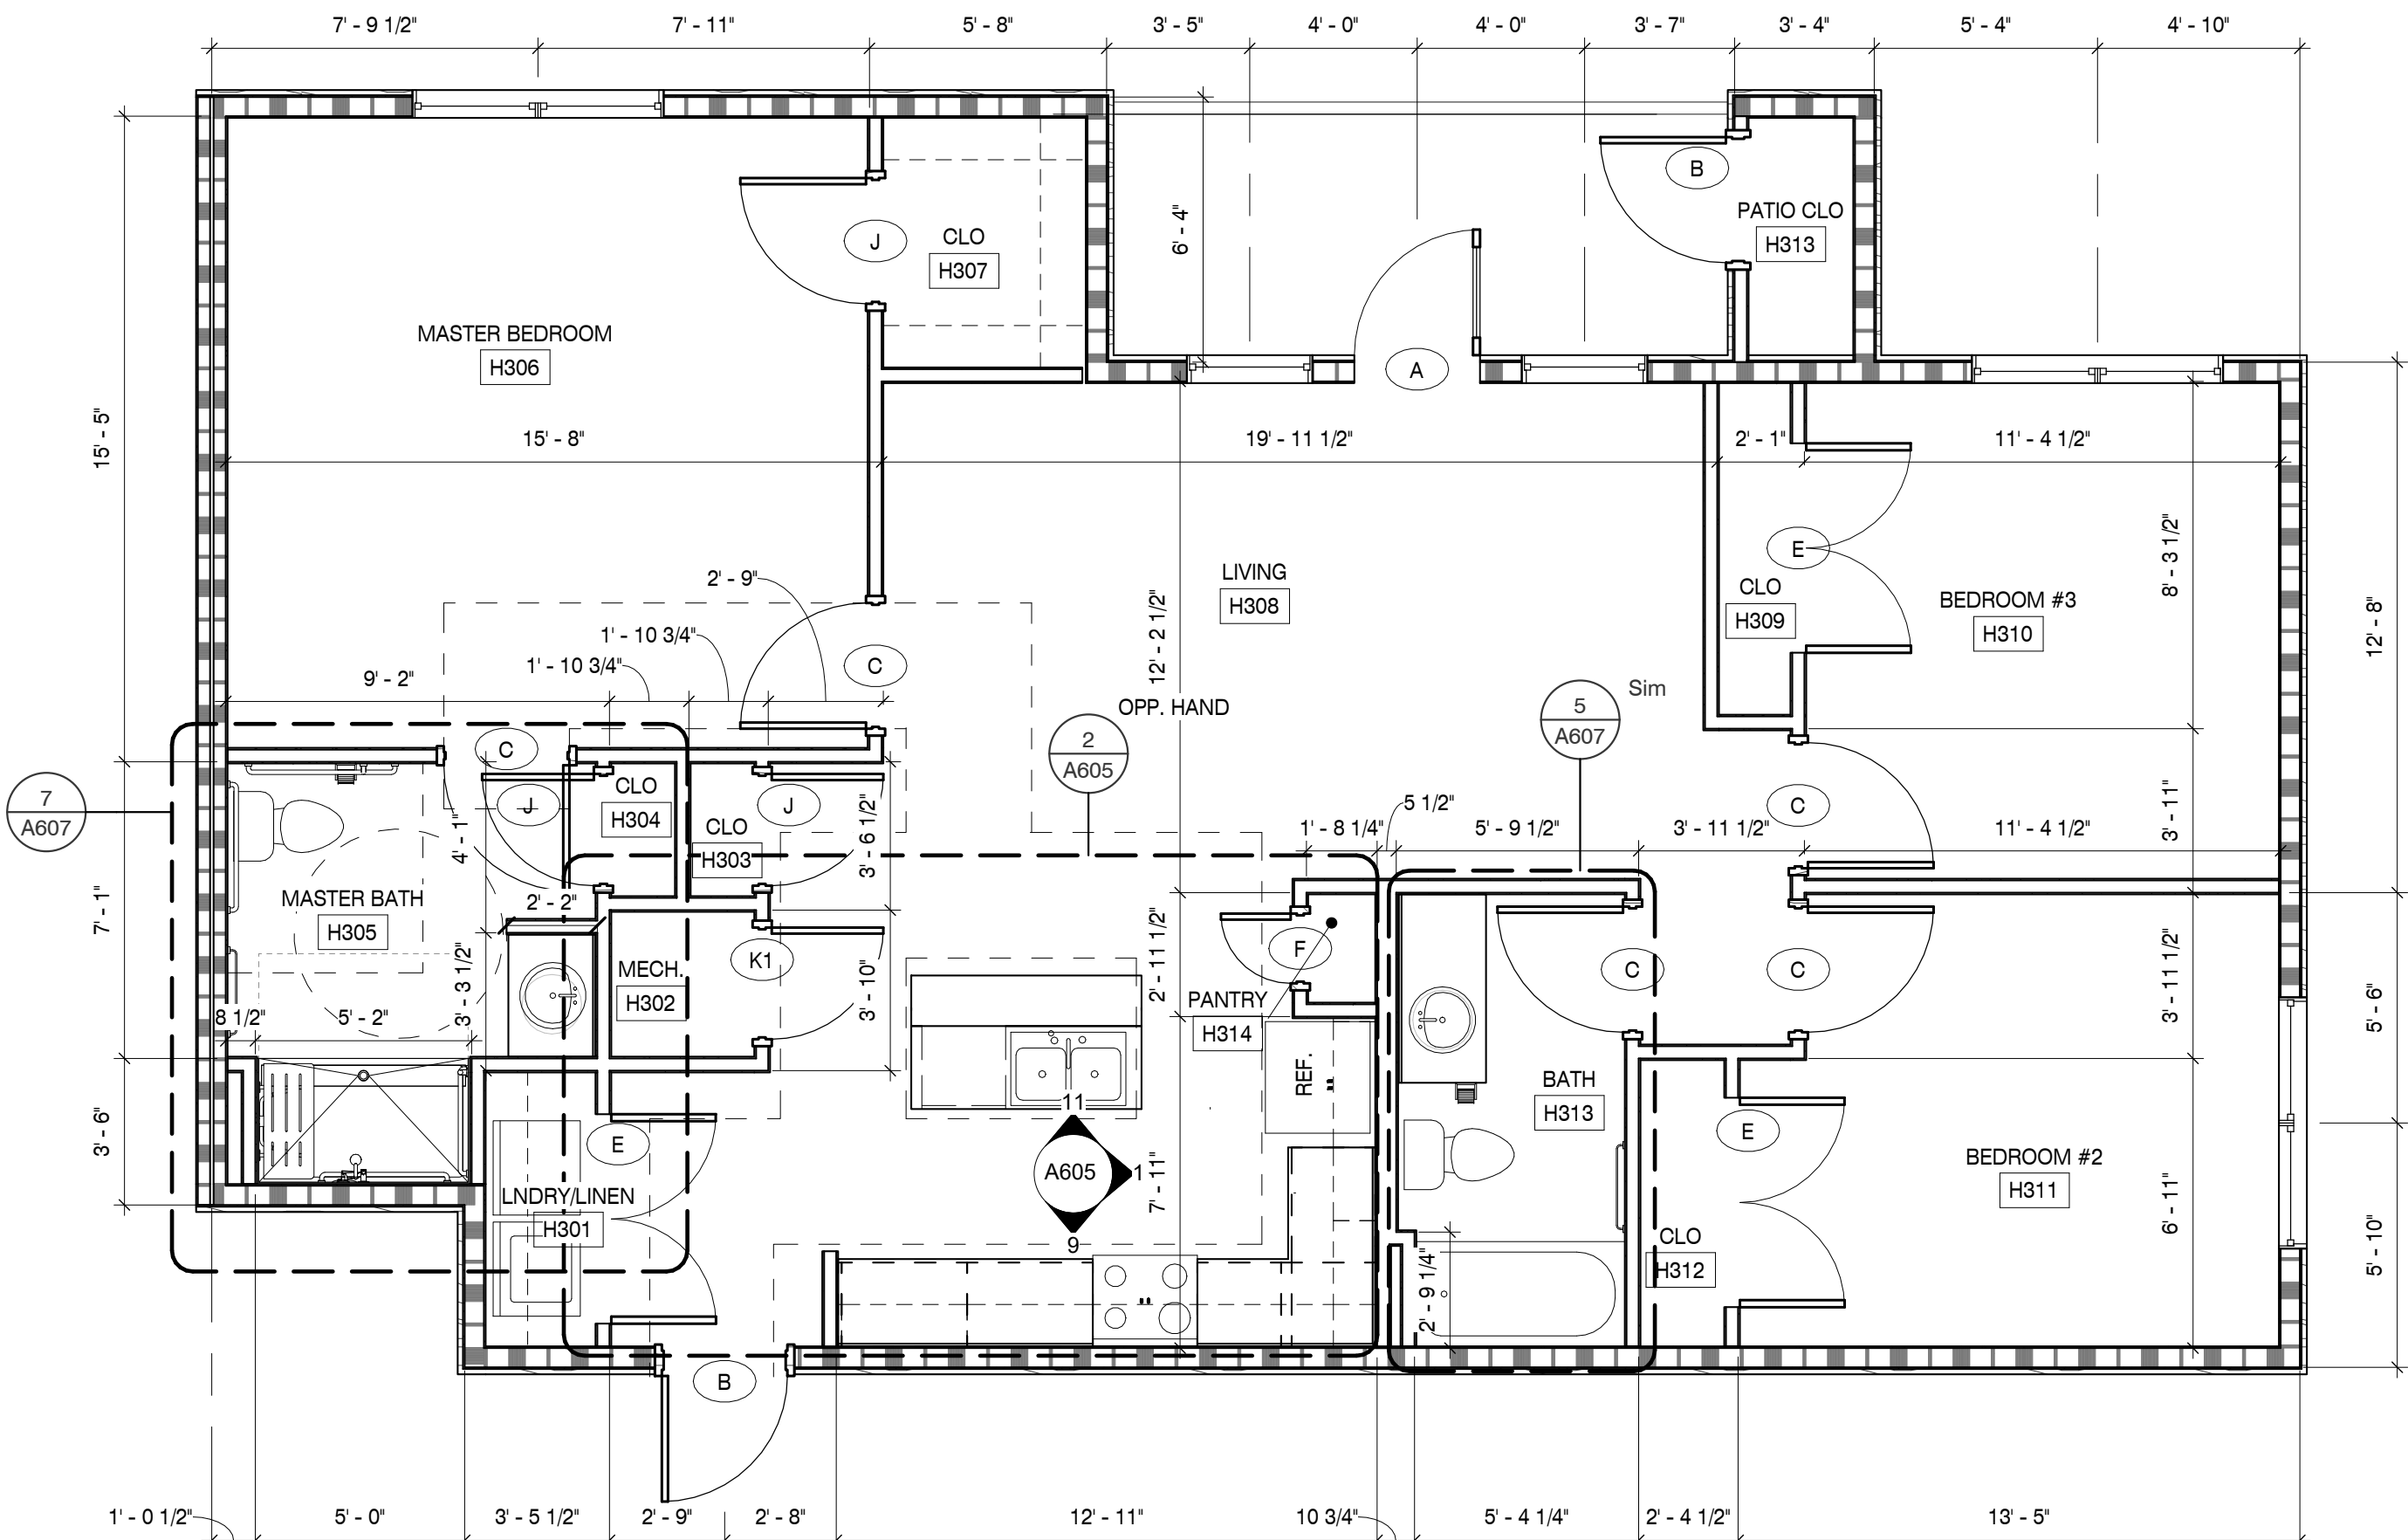 7' - 9 1/2" 7' - 11" 5' - 8" 3' - 5" 4' - 0" 4' - 0" 3' - 7" 3' - 4" 5' - 4" 4' - 10"
B
PATIO CLO
H313
6' - 4"
J
CLO
H307
MASTER BEDROOM
H306
A
15' - 5"
15' - 8" 19' - 11 1/2" 2' - 1" 11' - 4 1/2"
E
8' - 3 1/2"
2' - 9"
LIVING
H308
CLO
H309
BEDROOM #3
H310
12' - 8"
1' - 10 3/4"
1' - 10 3/4"
9' - 2"
C
12' - 2 1/2"
OPP. HAND
5
A607
Sim
2
A605
C
7
A607
J
CLO
H304
J
CLO
H303
4' - 1"
3' - 6 1/2"
5 1/2"
1' - 8 1/4" 5' - 9 1/2" 3' - 11 1/2" 11' - 4 1/2"
C
3' - 11"
7' - 1"
MASTER BATH
H305
2' - 2"
3' - 3 1/2"
MECH.
H302
K1
3' - 10"
2' - 11 1/2"
F
PANTRY
H314
C
C
3' - 11 1/2"
5' - 6"
8 1/2" 5' - 2"
REF.
BATH
H313
3' - 6"
E
11
A605
1
9
7' - 11"
E
BEDROOM #2
H311
6' - 11"
LNDRY/LINEN
H301
CLO
H312
2' - 9 1/4"
5' - 10"
B
1' - 0 1/2" 5' - 0" 3' - 5 1/2" 2' - 9" 2' - 8" 12' - 11" 10 3/4" 5' - 4 1/4" 2' - 4 1/2" 13' - 5"